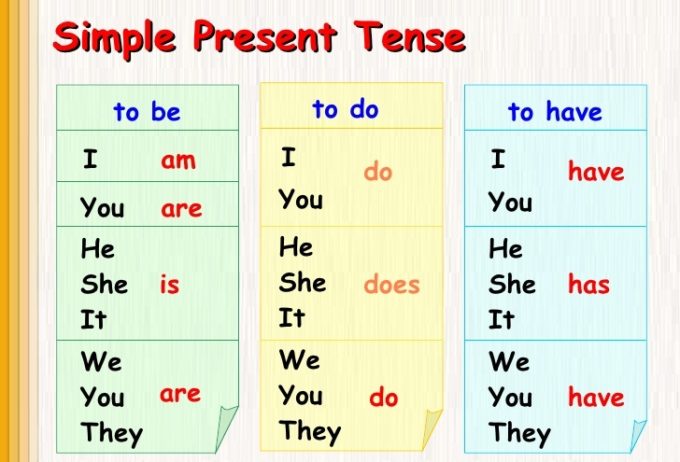 Simple Present Tense
to be
I am
You are
He
She is
It
We
You are
They
to do
I
do
You
He
She does
It
We
You do
They
to have
I
have
You
He
She has
It
We
You have
They